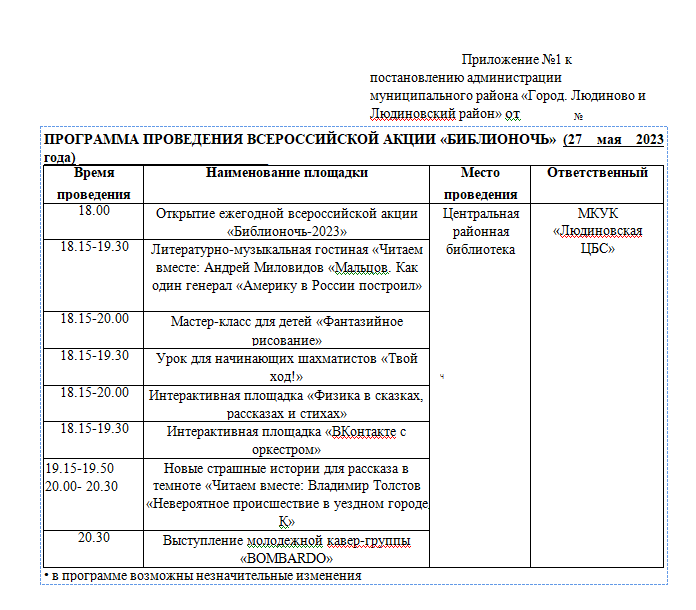 Приложение №1 к
постановлению администрации
муниципального района «Город. Людиново и
Людиновский район» от №
ПРОГРАММА ПРОВЕДЕНИЯ ВСЕРОССИЙСКОЙ АКЦИИ «БИБЛИОНОЧЬ» (27 мая 2023
года)
Время
проведения
Наименование площадки
Место
проведения
Ответственный
18.00
Открытие ежегодной всероссийской акции
«Библионочь-2023»
Центральная
районная
библиотека
МКУК
«Людиновская
ЦБС»
18.15-19.30
Литературно-музыкальная гостиная «Читаем
вместе: Андрей Миловидов «Мальцов. Как
один генерал «Америку в России построил»
18.15-20.00
Мастер-класс для детей «Фантазийное
рисование»
18.15-19.30
Урок для начинающих шахматистов «Твой
ход!»
18.15-20.00
Интерактивная площадка «Физика в сказках,
рассказах и стихах»
18.15-19.30
Интерактивная площадка «ВКонтакте с
оркестром»
19.15-19.50
20.00- 20.30
Новые страшные истории для рассказа в
темноте «Читаем вместе: Владимир Толстов
«Невероятное происшествие в уездном городе
К»
20.30
Выступление молодежной кавер-группы
«BOMBARDO»
* в программе возможны незначительные изменения